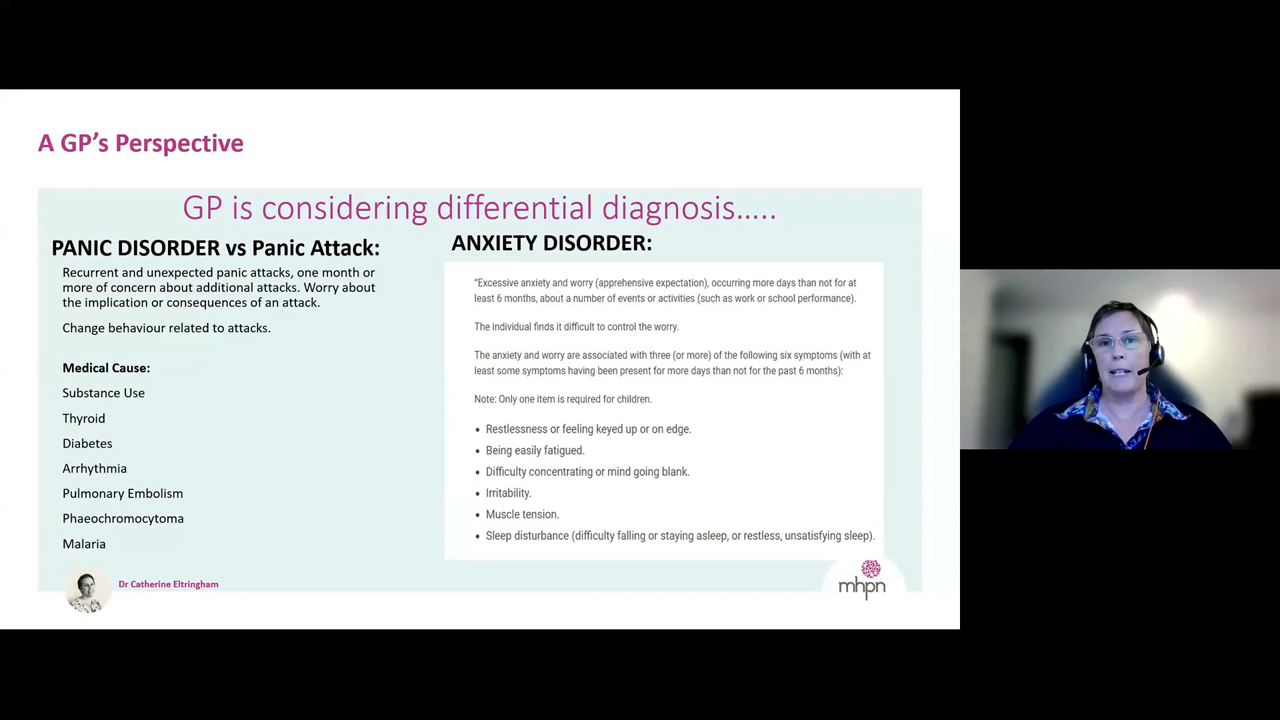 A GP's Perspective
GP is considering differential diagnosis…..
PANIC DISORDER vs Panic Attack:
Recurrent and unexpected panic attacks, one month or
more of concern about additional attacks. Worry about
the implication or consequences of an attack.
Change behaviour related to attacks.
Medical Cause:
Substance Use
Thyroid
Diabetes
Arrhythmia
Pulmonary Embolism
Phaeochromocytoma
Malaria
ANXIETY DISORDER:
"Excessive anxiety and worry (apprehensive expectation), occurring more days than not for at
least 6 months, about a number of events or activities (such as work or school performance).
The individual finds it difficult to control the worry.
The anxiety and worry are associated with three (or more) of the following six symptoms (with at
least some symptoms having been present for more days than not for the past 6 months):
Note: Only one item is required for children.
• Restlessness or feeling keyed up or on edge.
• Being easily fatigued.
• Difficulty concentrating or mind going blank.
• Irritability.
• Muscle tension.
• Sleep disturbance (difficulty falling or staying asleep, or restless, unsatisfying sleep).
Dr Catherine Eltringham
mhpn